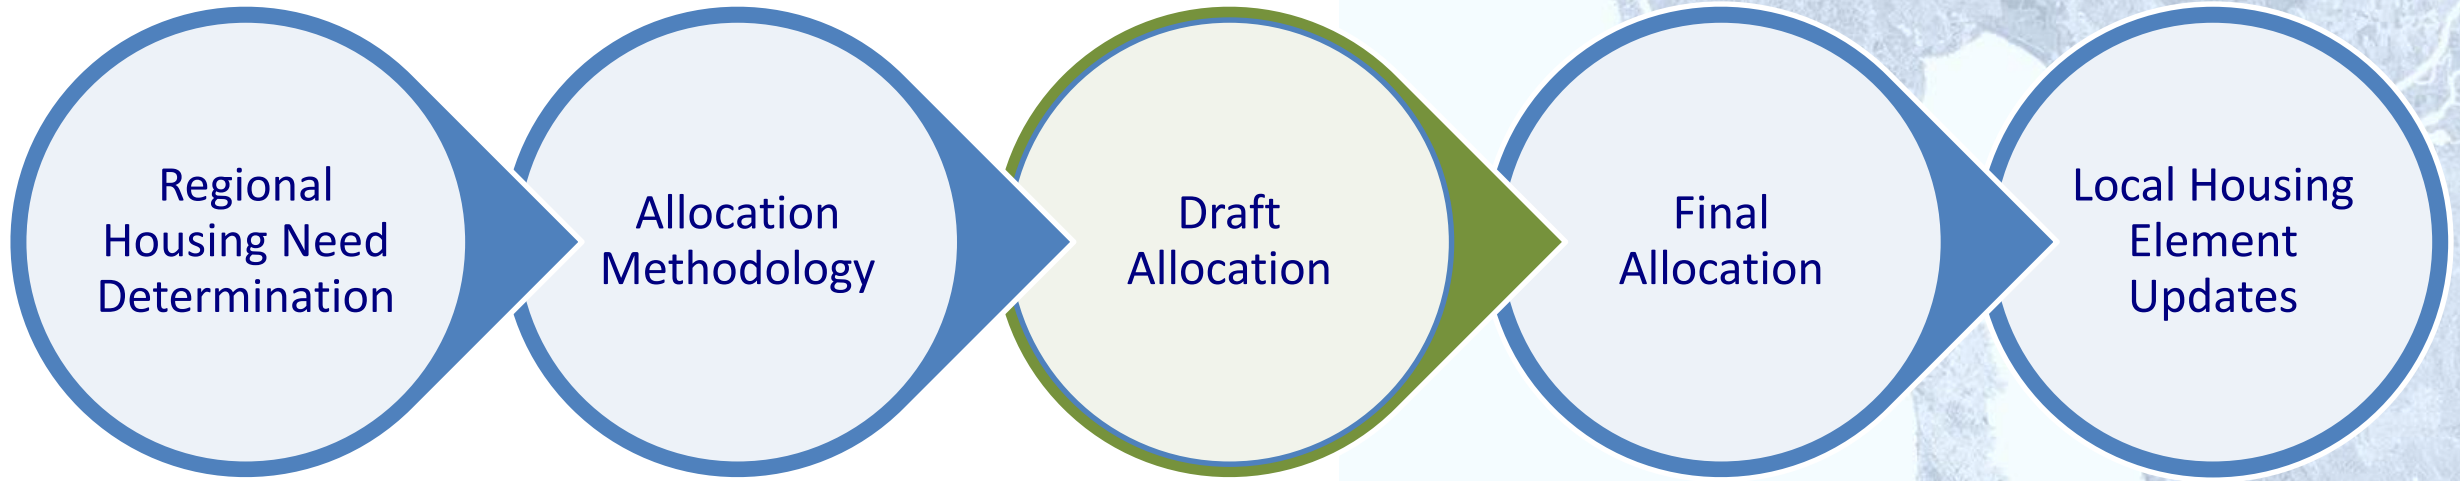 Regional
Housing Need
Determination
Allocation
Methodology
Draft
Allocation
Final
Allocation
Local Housing
Element
Updates